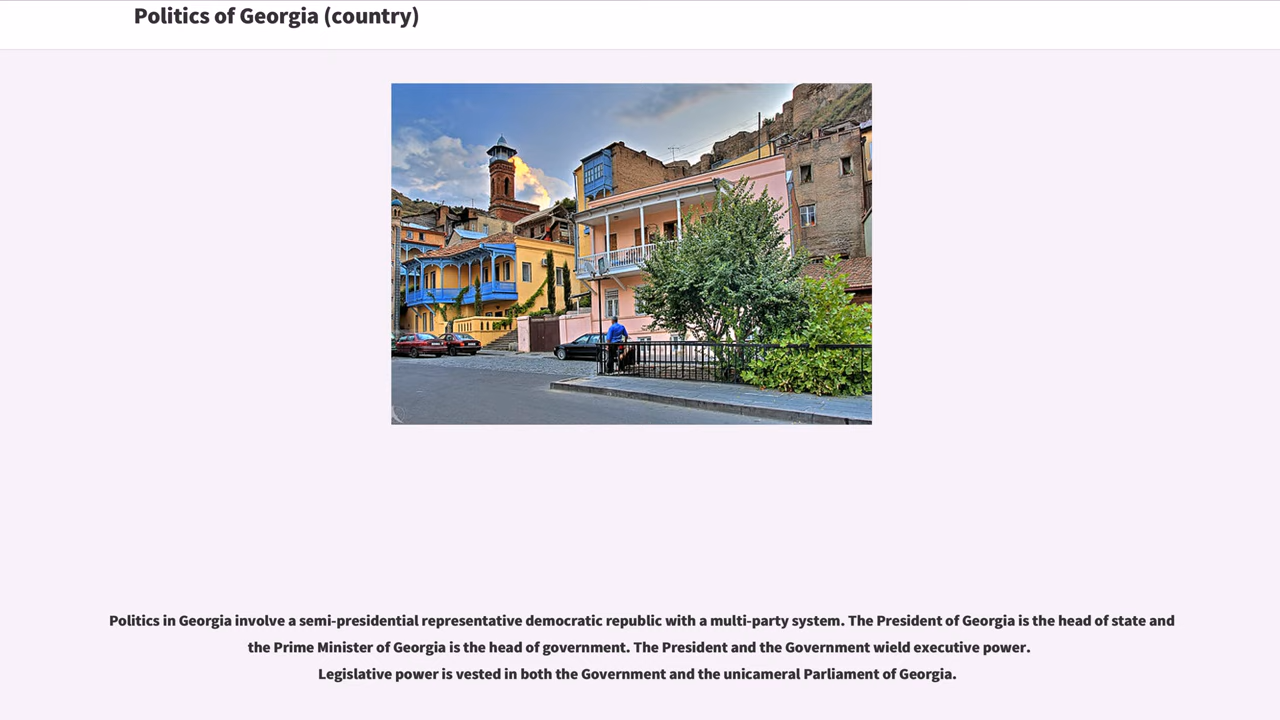 Politics of Georgia (country)
Politics in Georgia involve a semi-presidential representative democratic republic with a multi-party system. The President of Georgia is the head of state and
the Prime Minister of Georgia is the head of government. The President and the Government wield executive power.
Legislative power is vested in both the Government and the unicameral Parliament of Georgia.